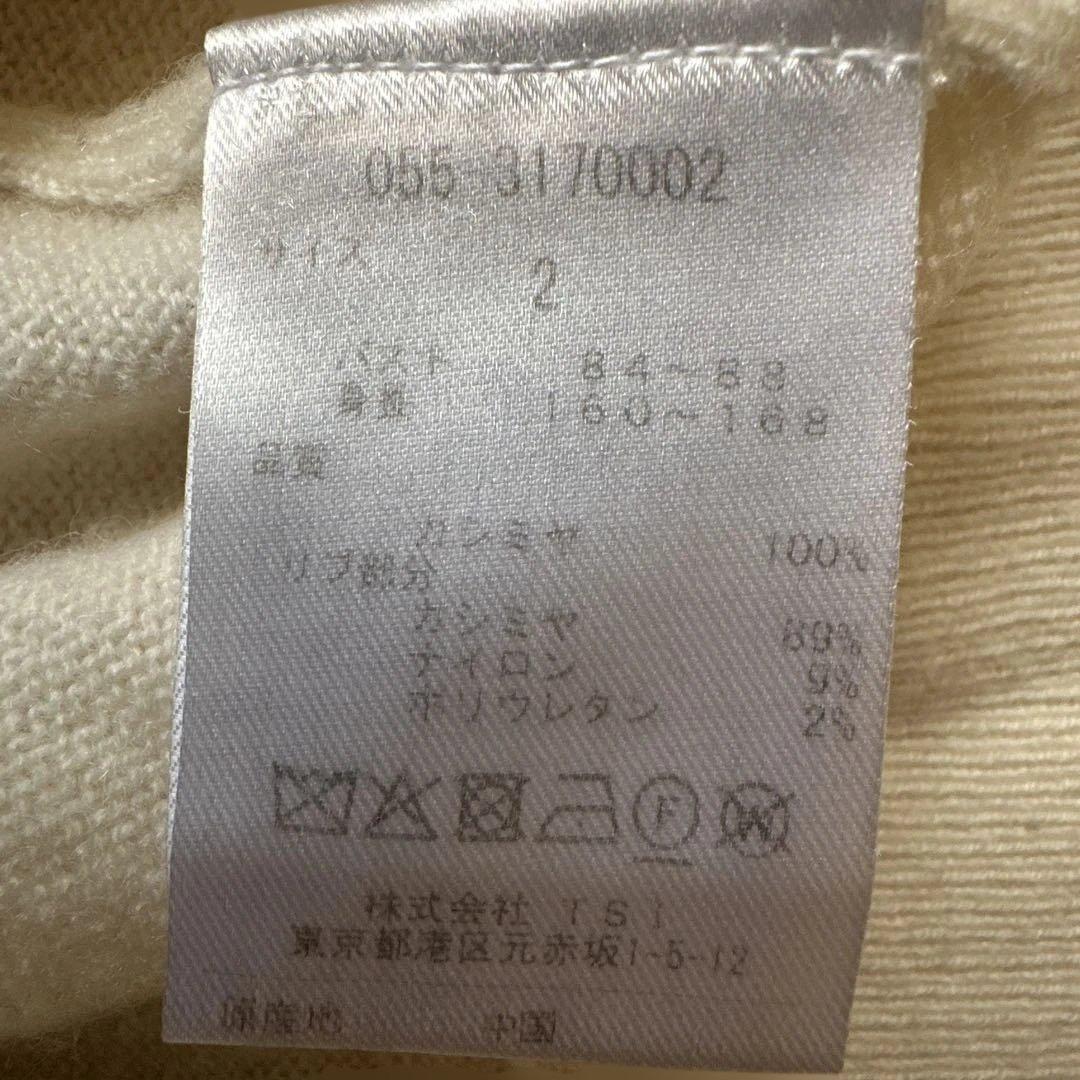 055-3170002
サイズ 2
バスト 84～88
身長 160～168
品質
カシミヤ 100%
リブ部分
カシミヤ 89%
ナイロン 9%
ポリウレタン 2%
F W
株式会社 TSI
東京都港区元赤坂1-5-12
原産地 中国